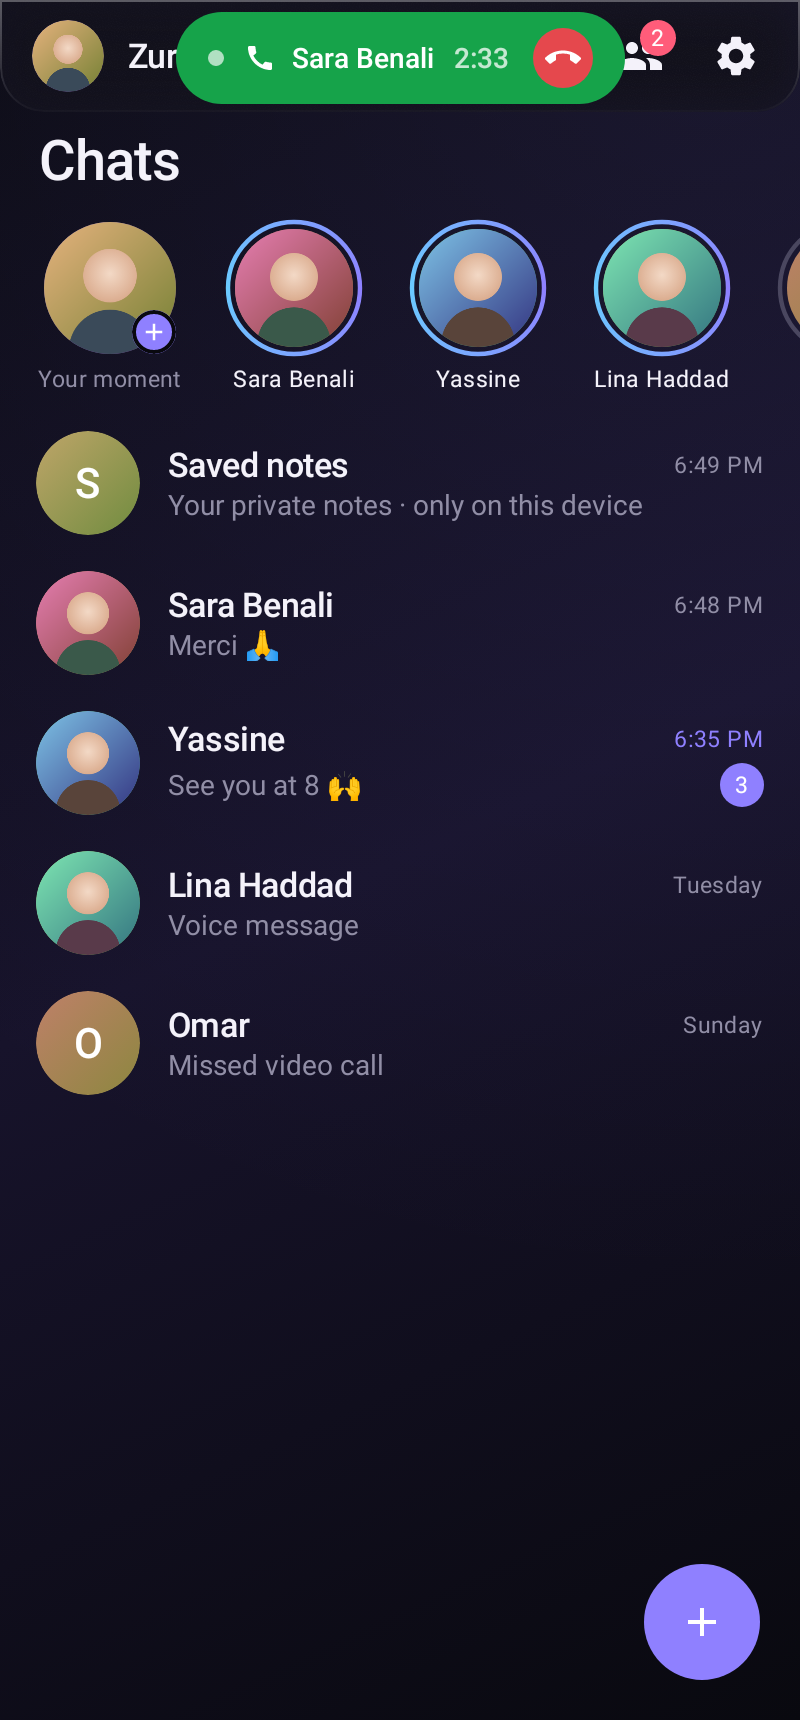 Zur
Sara Benali 2:33
2
Chats
Your moment
Sara Benali
Yassine
Lina Haddad
S
Saved notes
6:49 PM
Your private notes · only on this device
Sara Benali
6:48 PM
Merci 🙏
Yassine
6:35 PM
See you at 8 🙌
3
Lina Haddad
Tuesday
Voice message
O
Omar
Sunday
Missed video call